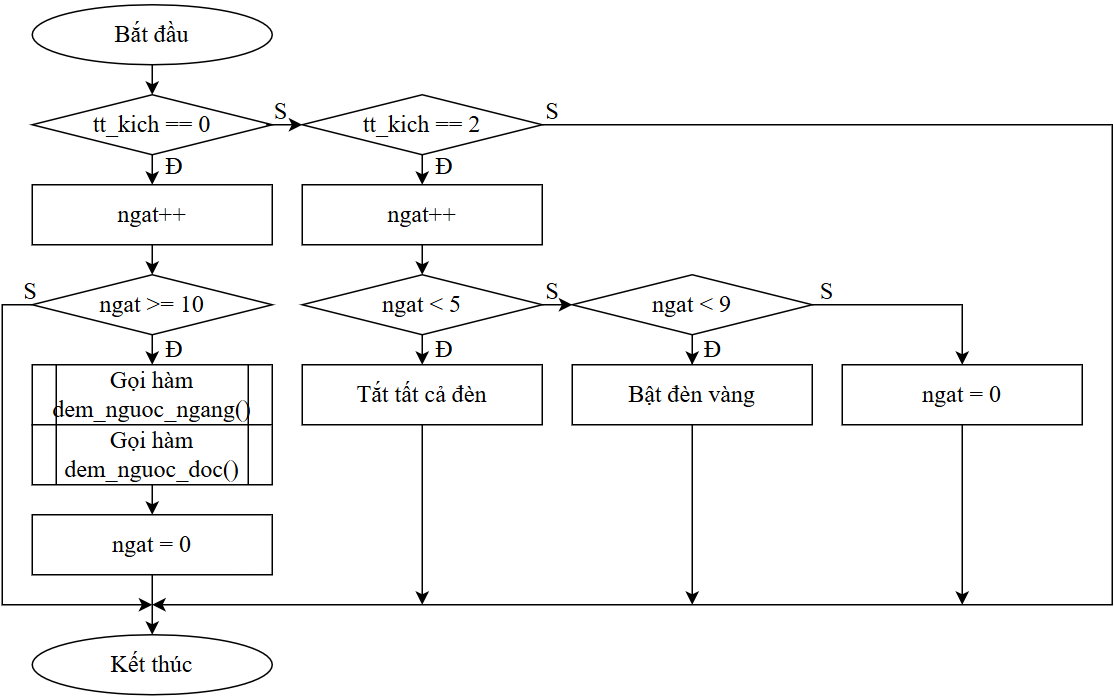 Bắt đầu
tt_kich == 0
S
tt_kich == 2
S
Đ
Đ
ngat++
ngat++
S
ngat >= 10
ngat < 5
S
ngat < 9
S
Đ
Đ
Đ
Gọi hàm
dem_nguoc_ngang()
Tắt tất cả đèn
Bật đèn vàng
ngat = 0
Gọi hàm
dem_nguoc_doc()
ngat = 0
Kết thúc